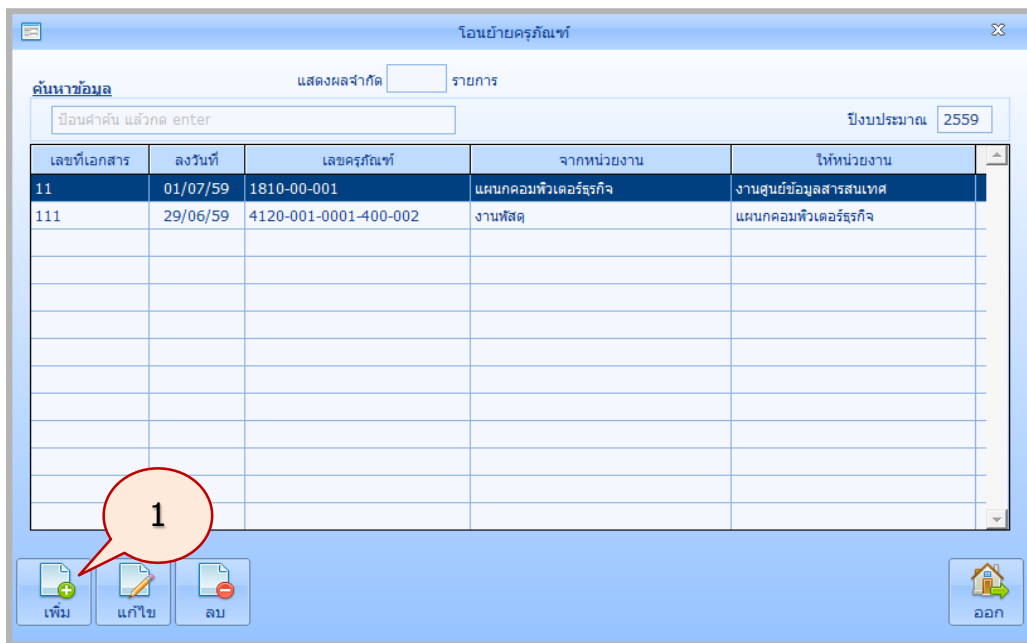 โอนย้ายครุภัณฑ์
แสดงผลจำกัด รายการ
ค้นหาข้อมูล
ป้อนคำค้น แล้วกด enter ปีงบประมาณ 2559
เลขที่เอกสาร ลงวันที่ เลขครุภัณฑ์ จากหน่วยงาน ให้หน่วยงาน
11 01/07/59 1810-00-001 แผนกคอมพิวเตอร์ธุรกิจ งานศูนย์ข้อมูลสารสนเทศ
111 29/06/59 4120-001-0001-400-002 งานพัสดุ แผนกคอมพิวเตอร์ธุรกิจ
1
เพิ่ม แก้ไข ลบ ออก